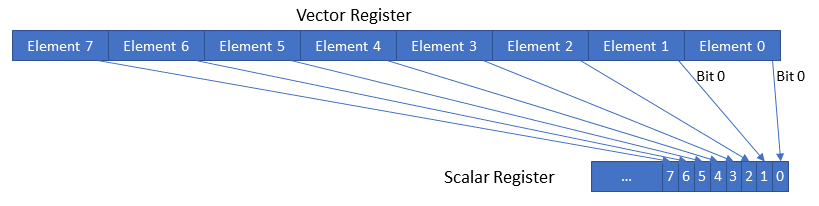 Vector Register
Element 7 Element 6 Element 5 Element 4 Element 3 Element 2 Element 1 Element 0
Bit 0 Bit 0
Scalar Register ... 7 6 5 4 3 2 1 0